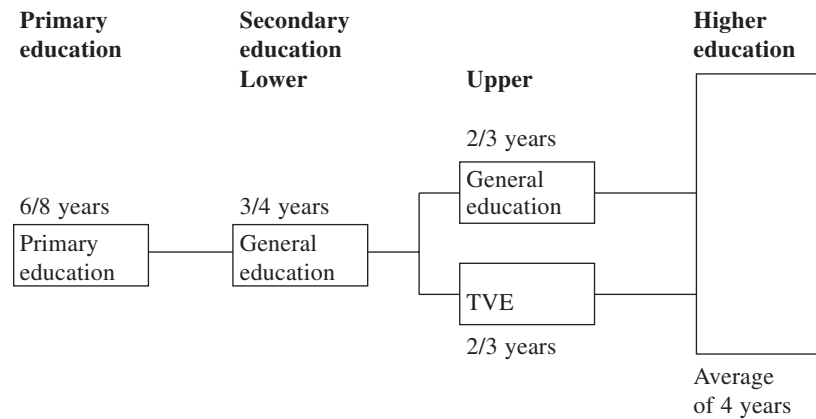 Primary
education
Secondary
education
Lower
Upper
Higher
education
6/8 years
Primary
education
3/4 years
General
education
2/3 years
General
education
TVE
2/3 years
Average
of 4 years